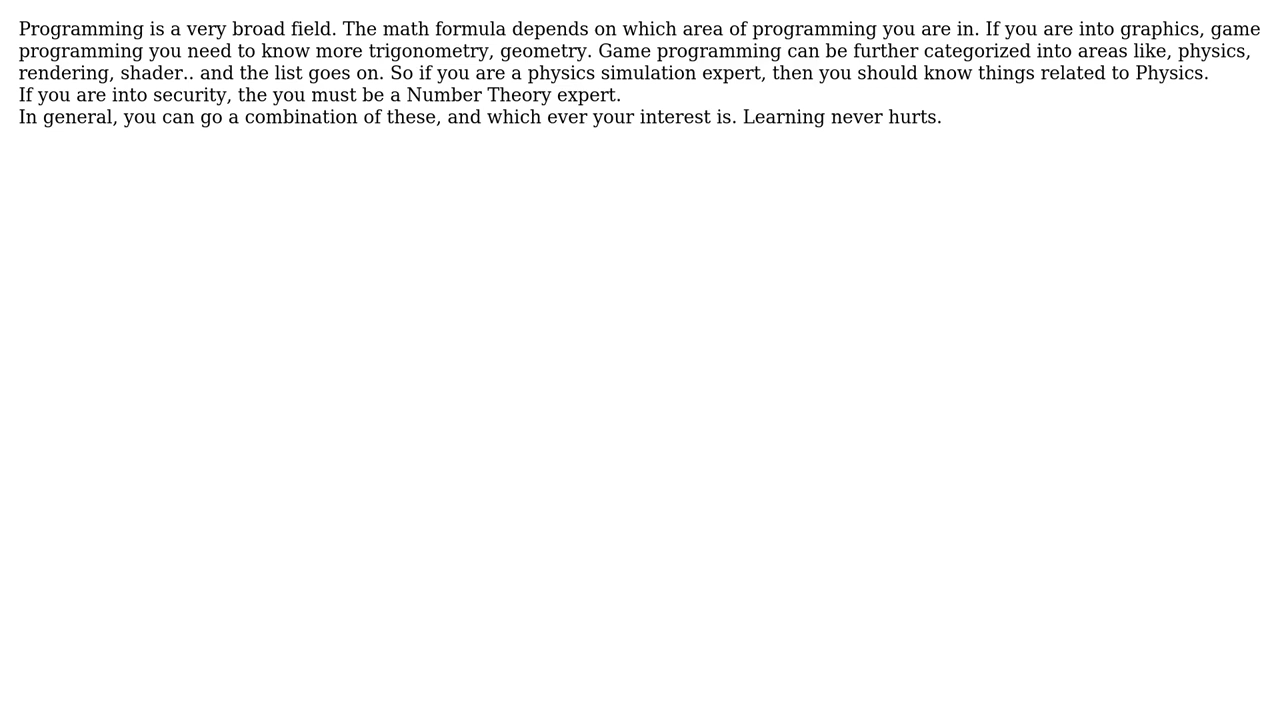 Programming is a very broad field. The math formula depends on which area of programming you are in. If you are into graphics, game
programming you need to know more trigonometry, geometry. Game programming can be further categorized into areas like, physics,
rendering, shader.. and the list goes on. So if you are a physics simulation expert, then you should know things related to Physics.
If you are into security, the you must be a Number Theory expert.
In general, you can go a combination of these, and which ever your interest is. Learning never hurts.